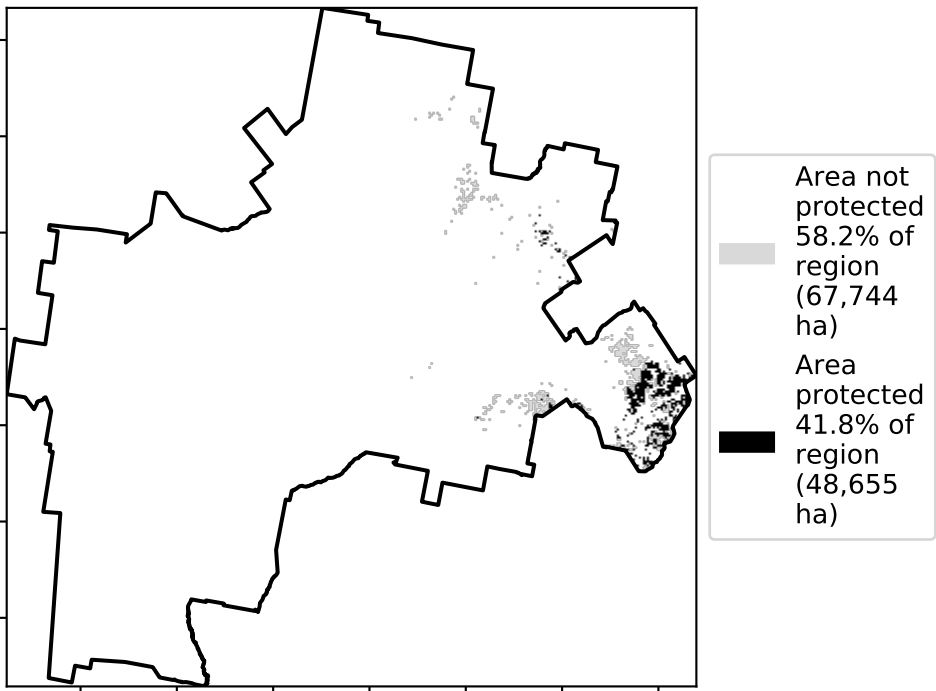 Area not
protected
58.2% of
region
(67,744
ha)
Area
protected
41.8% of
region
(48,655
ha)